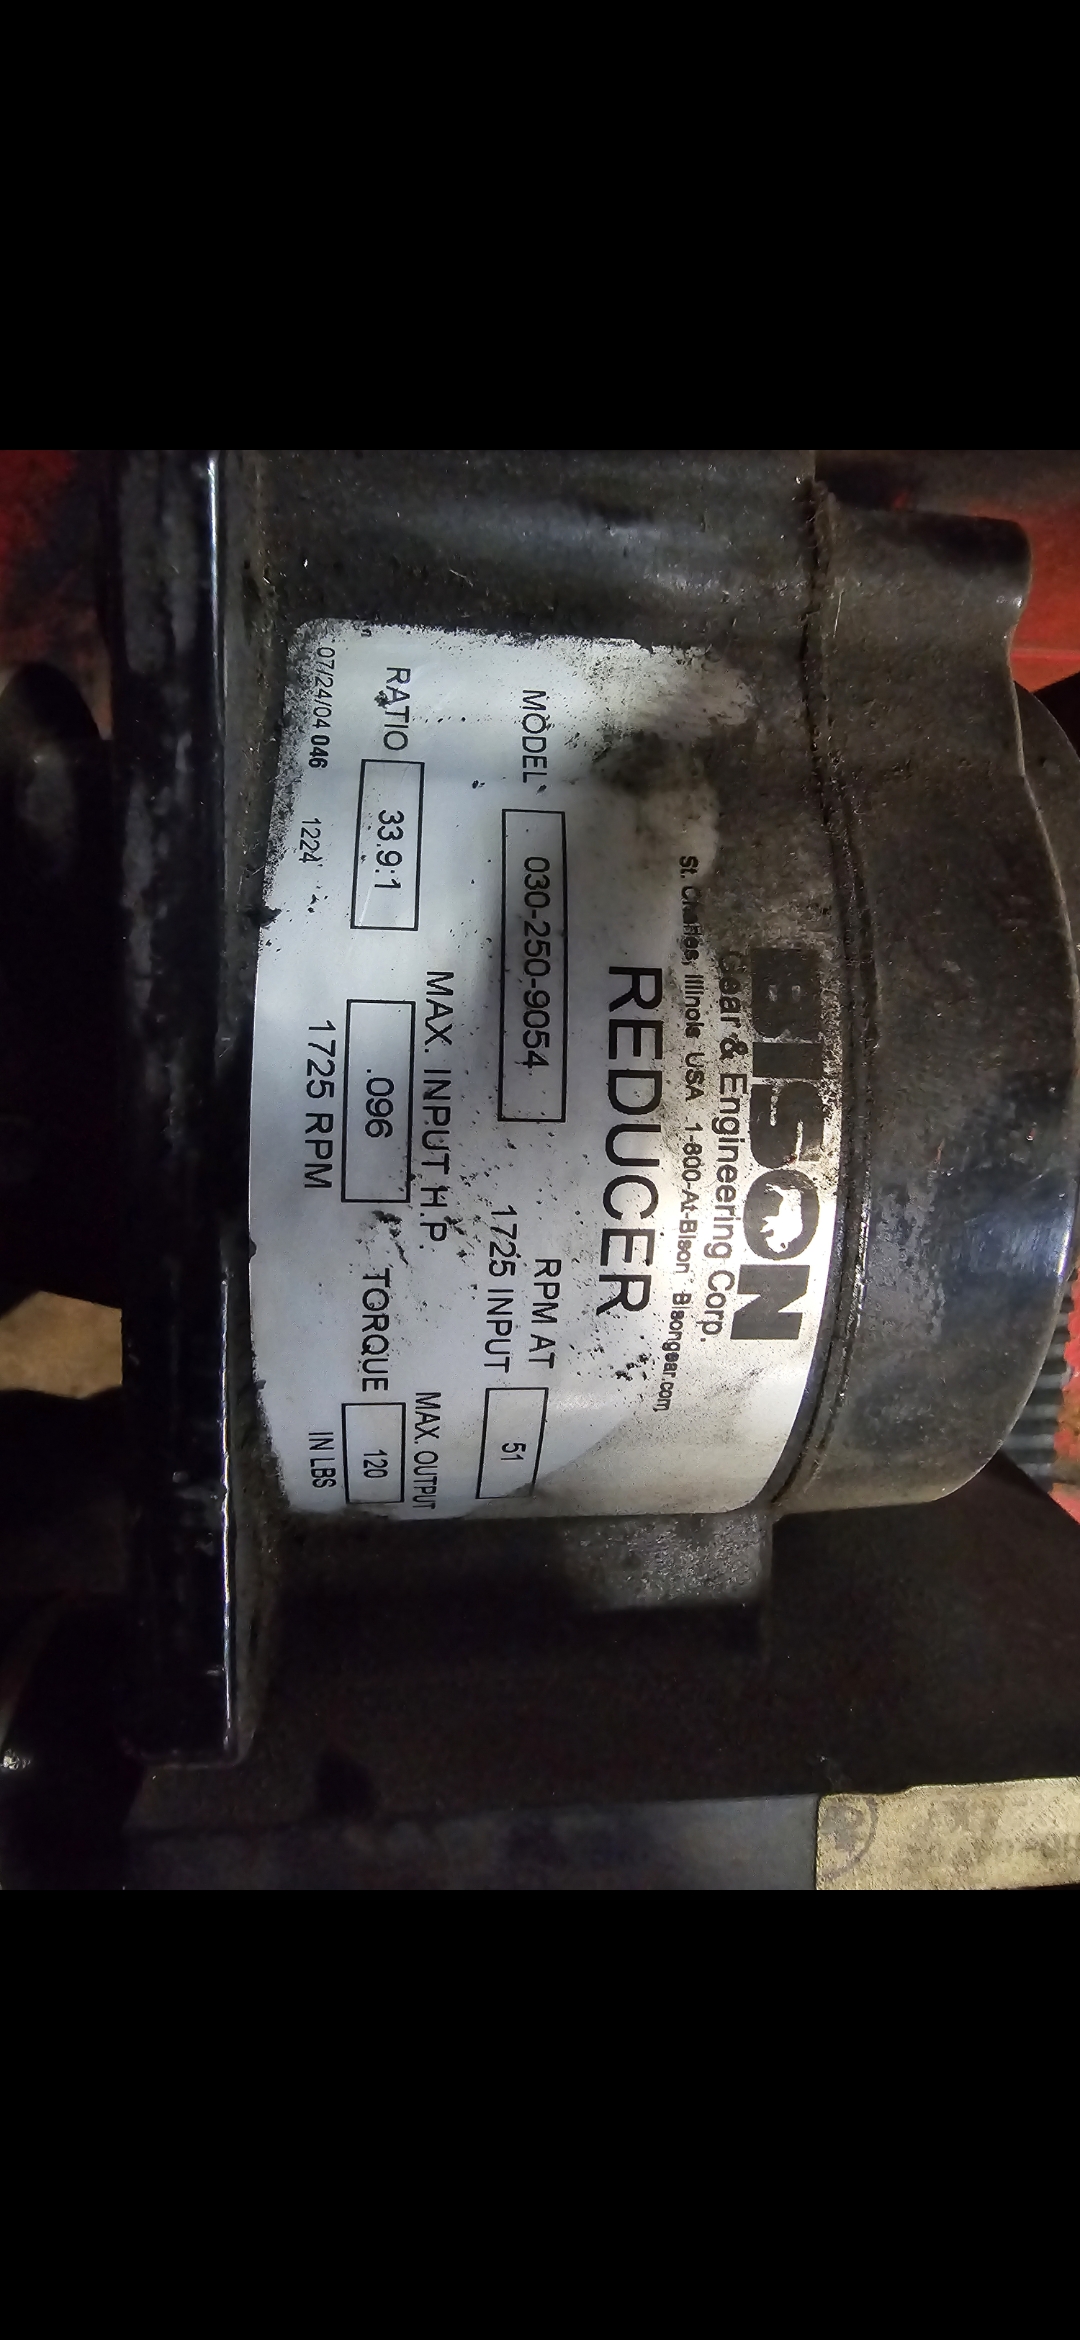 BISON
Gear & Engineering Corp.
St. Charles, Illinois USA 1-800-At-Bison Bisongear.com
REDUCER
MODEL 030-250-9054 RPM AT 1725 INPUT 51
RATIO 33.9:1 MAX. INPUT H.P. .096 1725 RPM MAX. OUTPUT TORQUE 120 IN LBS
07/24/04 046 1224